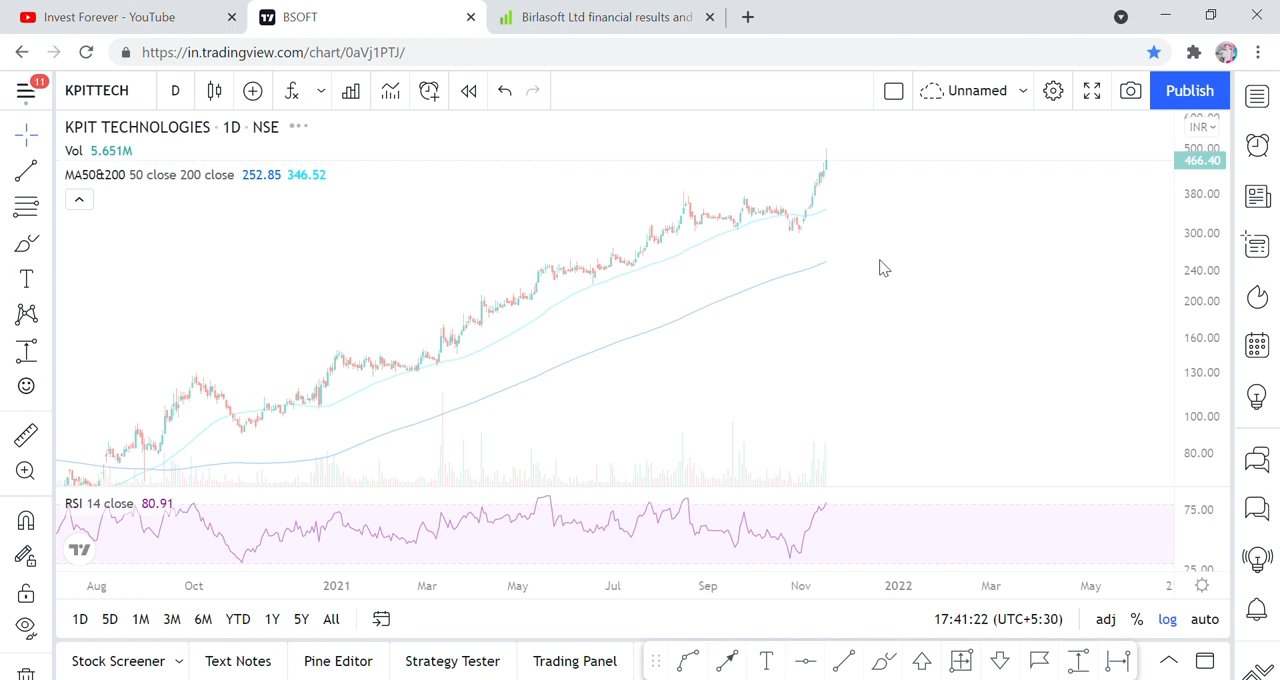 Invest Forever - YouTube
BSOFT
Birlasoft Ltd financial results and
https://in.tradingview.com/chart/0aVj1PTJ/
11
KPITTECH
D
Unnamed
Publish
KPIT TECHNOLOGIES · 1D · NSE
INR
Vol 5.651M
500.00
466.40
MA50&200 50 close 200 close 252.85 346.52
380.00
300.00
240.00
200.00
160.00
130.00
100.00
80.00
RSI 14 close 80.91
75.00
25.00
Aug Oct 2021 Mar May Jul Sep Nov 2022 Mar May
1D 5D 1M 3M 6M YTD 1Y 5Y All
17:41:22 (UTC+5:30) adj % log auto
Stock Screener Text Notes Pine Editor Strategy Tester Trading Panel